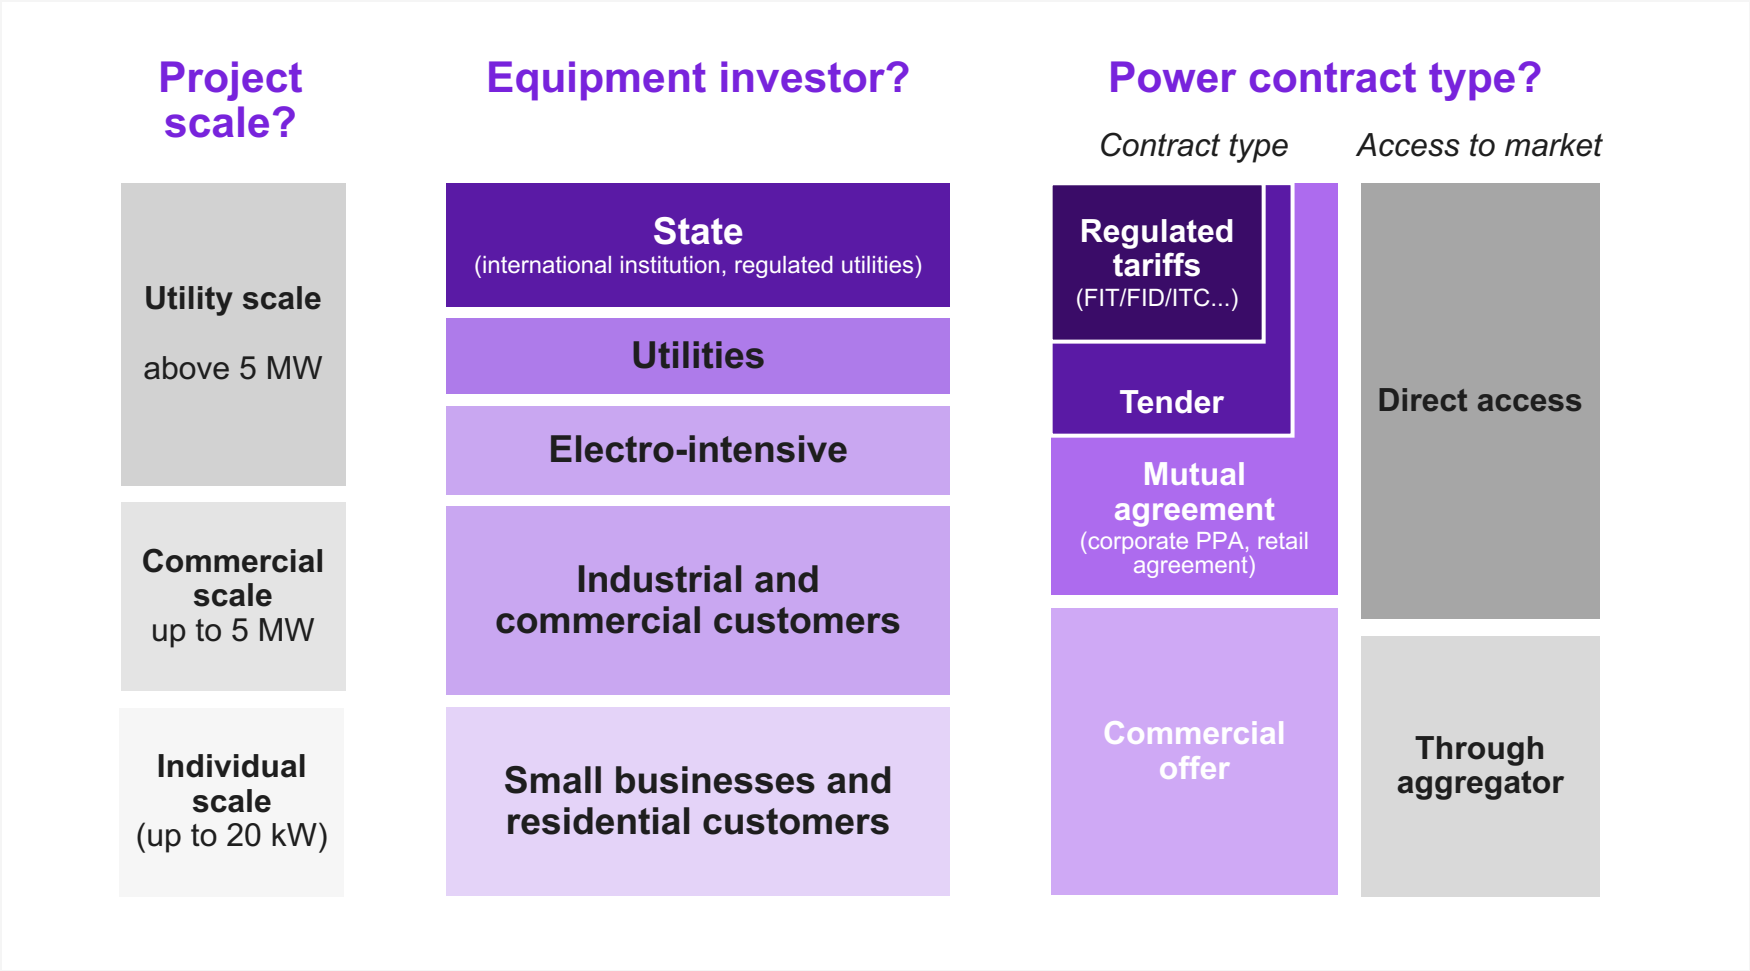 Project
scale?
Equipment investor?
Power contract type?
Contract type
Access to market
Utility scale
above 5 MW
Commercial
scale
up to 5 MW
Individual
scale
(up to 20 kW)
State
(international institution, regulated utilities)
Utilities
Electro-intensive
Industrial and
commercial customers
Small businesses and
residential customers
Regulated
tariffs
(FIT/FID/ITC...)
Tender
Mutual
agreement
(corporate PPA, retail
agreement)
Commercial
offer
Direct access
Through
aggregator